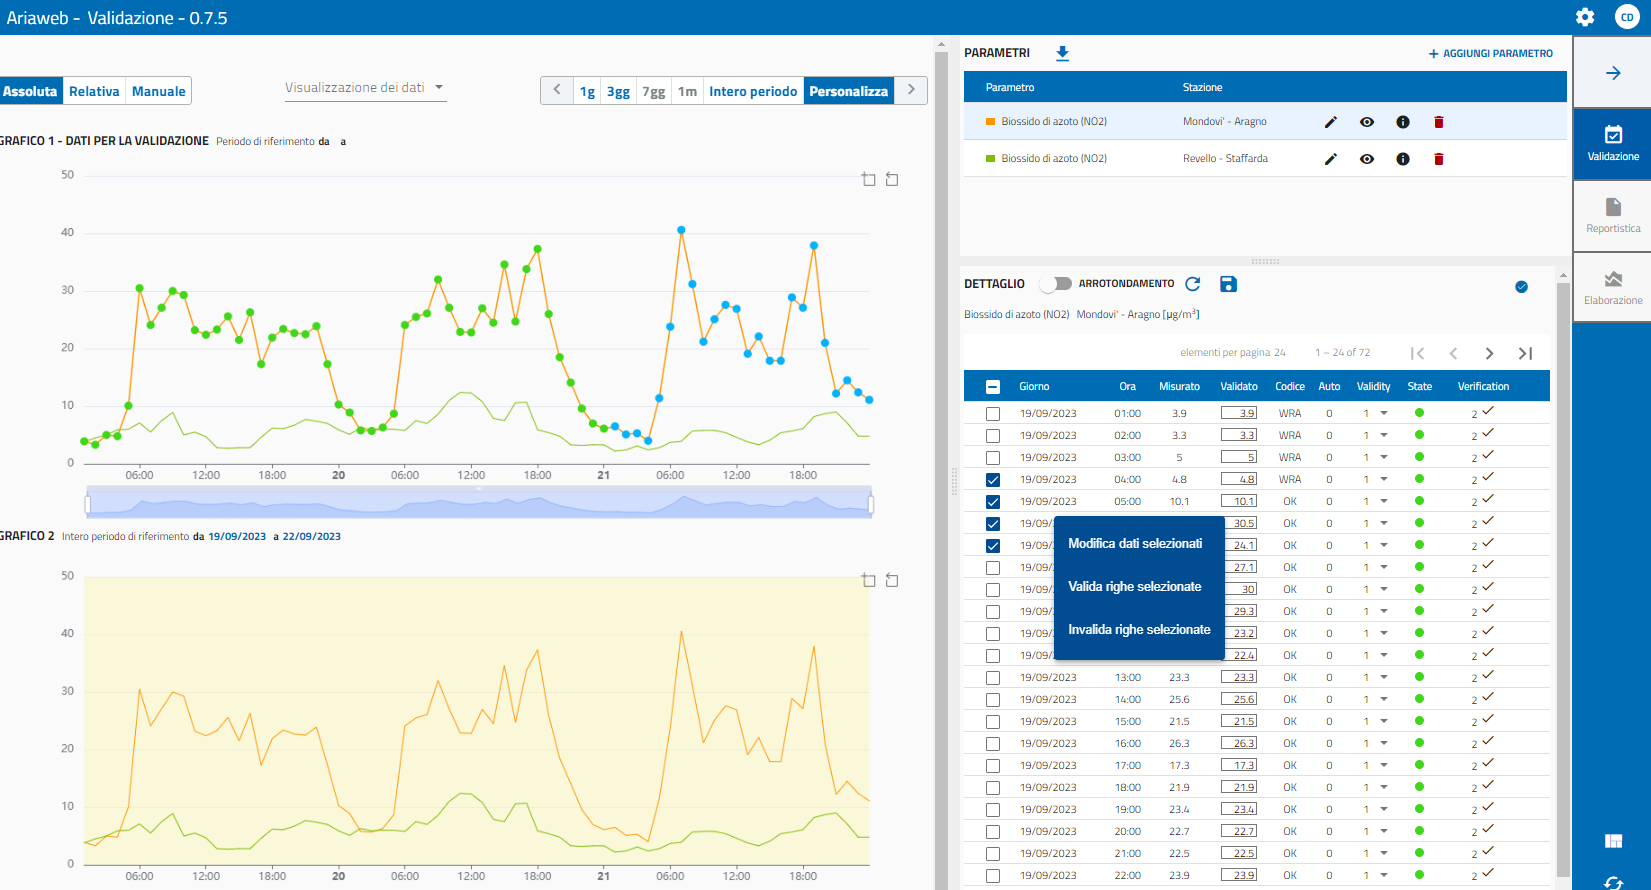 Ariaweb - Validazione - 0.7.5
CD
Assoluta Relativa Manuale
Visualizzazione dei dati
1g 3gg 7gg 1m Intero periodo Personalizza
GRAFICO 1 - DATI PER LA VALIDAZIONE Periodo di riferimento da a
50
40
30
20
10
0
06:00 12:00 18:00 20 06:00 12:00 18:00 21 06:00 12:00 18:00
GRAFICO 2 Intero periodo di riferimento da 19/09/2023 a 22/09/2023
50
40
30
20
10
0
06:00 12:00 18:00 20 06:00 12:00 18:00 21 06:00 12:00 18:00
PARAMETRI
+ AGGIUNGI PARAMETRO
Parametro Stazione
Biossido di azoto (NO2) Mondovi' - Aragno
Biossido di azoto (NO2) Revello - Staffarda
DETTAGLIO ARROTONDAMENTO
Biossido di azoto (NO2) Mondovi' - Aragno [µg/m³]
elementi per pagina 24 1 – 24 of 72
Giorno Ora Misurato Validato Codice Auto Validity State Verification
19/09/2023 01:00 3.9 3.9 WRA 0 1 2
19/09/2023 02:00 3.3 3.3 WRA 0 1 2
19/09/2023 03:00 5 5 WRA 0 1 2
19/09/2023 04:00 4.8 4.8 WRA 0 1 2
19/09/2023 05:00 10.1 10.1 OK 0 1 2
19/09/ 30.5 OK 0 1 2
19/09/ 24.1 OK 0 1 2
19/09/ 27.1 OK 0 1 2
19/09/ 30 OK 0 1 2
19/09/ 29.3 OK 0 1 2
19/09/ 23.2 OK 0 1 2
19/09/ 22.4 OK 0 1 2
19/09/2023 13:00 23.3 23.3 OK 0 1 2
19/09/2023 14:00 25.6 25.6 OK 0 1 2
19/09/2023 15:00 21.5 21.5 OK 0 1 2
19/09/2023 16:00 26.3 26.3 OK 0 1 2
19/09/2023 17:00 17.3 17.3 OK 0 1 2
19/09/2023 18:00 21.9 21.9 OK 0 1 2
19/09/2023 19:00 23.4 23.4 OK 0 1 2
19/09/2023 20:00 22.7 22.7 OK 0 1 2
19/09/2023 21:00 22.5 22.5 OK 0 1 2
19/09/2023 22:00 23.9 23.9 OK 0 1 2
Modifica dati selezionati
Valida righe selezionate
Invalida righe selezionate
Validazione
Reportistica
Elaborazione